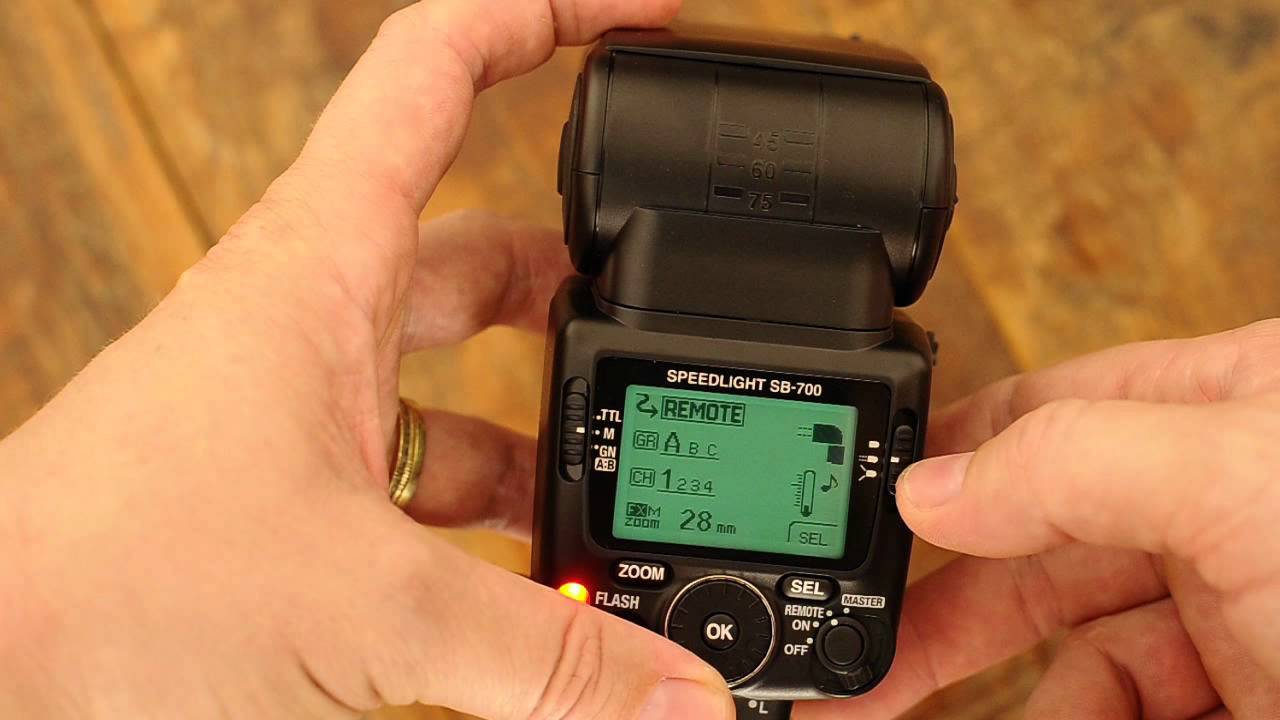 45
60
75
SPEEDLIGHT SB-700
TTL
M
GN
A:B
REMOTE
GR A B C
CH 1 2 3 4
FX M
ZOOM 28 mm
SEL
ZOOM
FLASH
OK
SEL
MASTER
REMOTE
ON
OFF
L